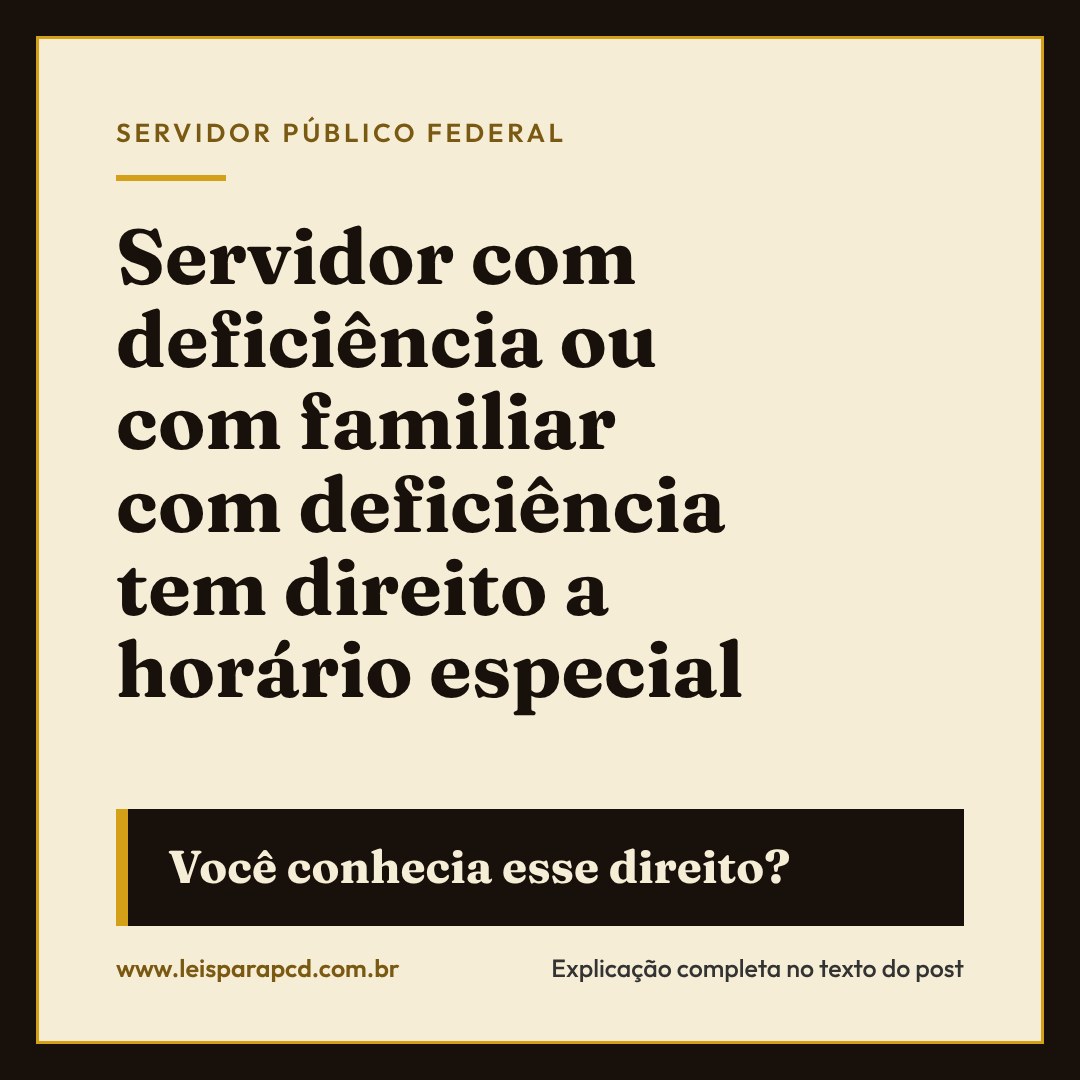 SERVIDOR PÚBLICO FEDERAL
Servidor com
deficiência ou
com familiar
com deficiência
tem direito a
horário especial
Você conhecia esse direito?
www.leisparapcd.com.br
Explicação completa no texto do post